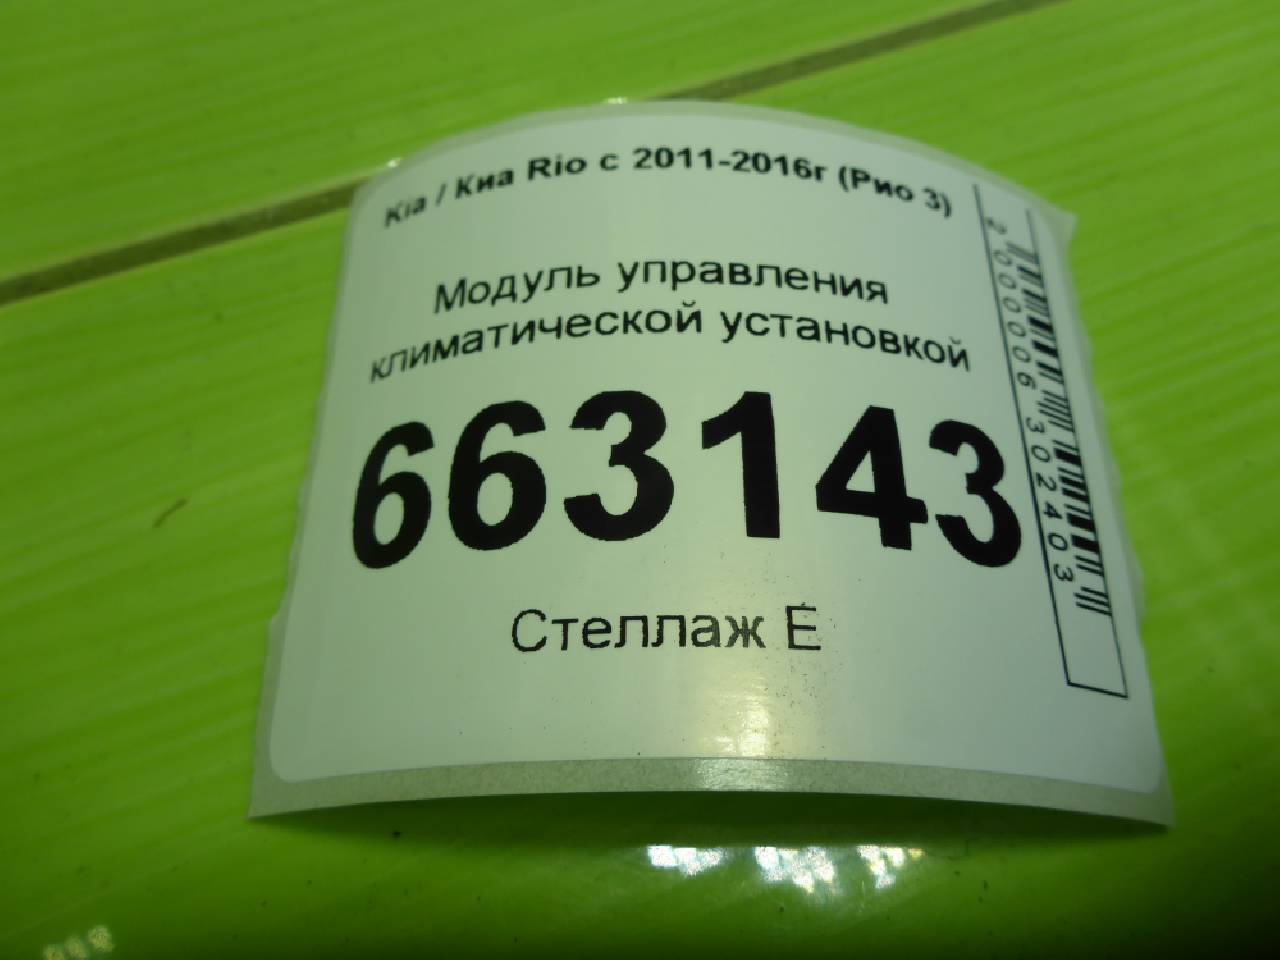 Kia / Киа Rio с 2011-2016г (Рио 3)
Модуль управления
климатической установкой
663143
Стеллаж Е
2000006302403